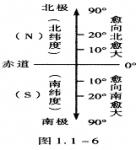 北极 90°
(N)
(北纬度)
愈向北愈大
20°
10°
赤道 0°
(S)
(南纬度)
愈向南愈大
10°
20°
南极 90°
图 1.1－6